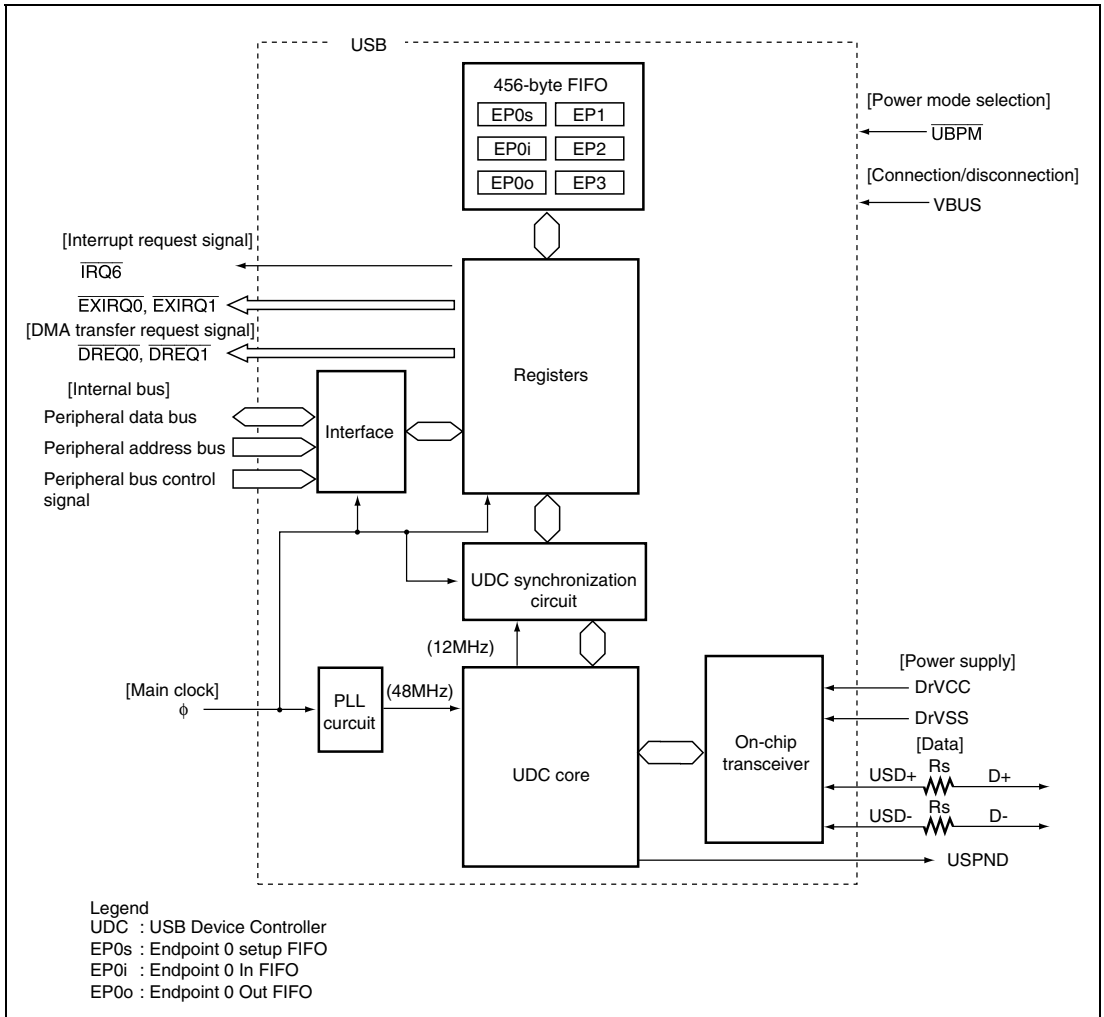 USB
456-byte FIFO
EP0s EP1
EP0i EP2
EP0o EP3
[Power mode selection]
UBPM
[Connection/disconnection]
VBUS
[Interrupt request signal]
IRQ6
EXIRQ0, EXIRQ1
[DMA transfer request signal]
DREQ0, DREQ1
[Internal bus]
Peripheral data bus
Peripheral address bus
Peripheral bus control
signal
Interface
Registers
UDC synchronization
circuit
(12MHz)
[Main clock]
ϕ
PLL
curcuit
(48MHz)
UDC core
On-chip
transceiver
[Power supply]
DrVCC
DrVSS
[Data]
USD+ Rs D+
USD- Rs D-
USPND
Legend
UDC : USB Device Controller
EP0s : Endpoint 0 setup FIFO
EP0i : Endpoint 0 In FIFO
EP0o : Endpoint 0 Out FIFO